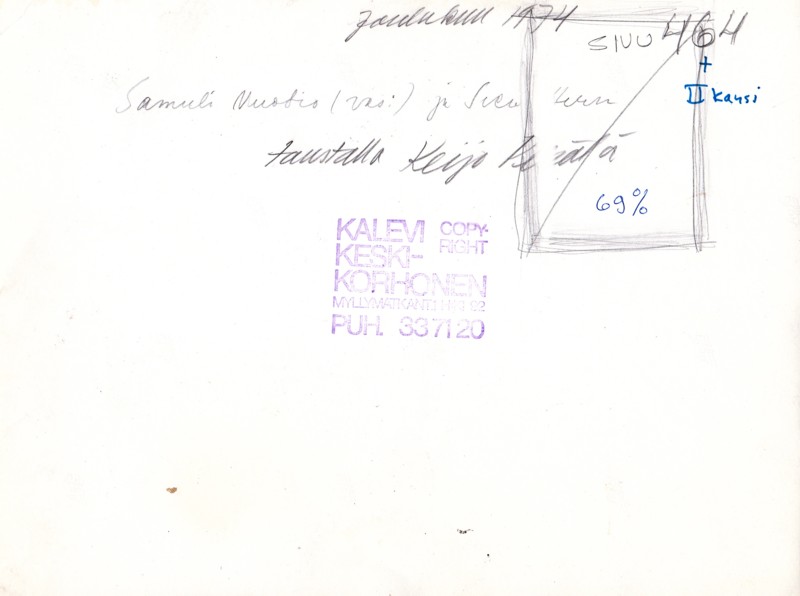 Joulukuu 1974
SIVU 464
+
II kansi
Samuli Nuotio (vas.) ja
taustalla Keijo
69%
KALEVI COPY-
KESKI- RIGHT
KORHONEN
PUH. 337120